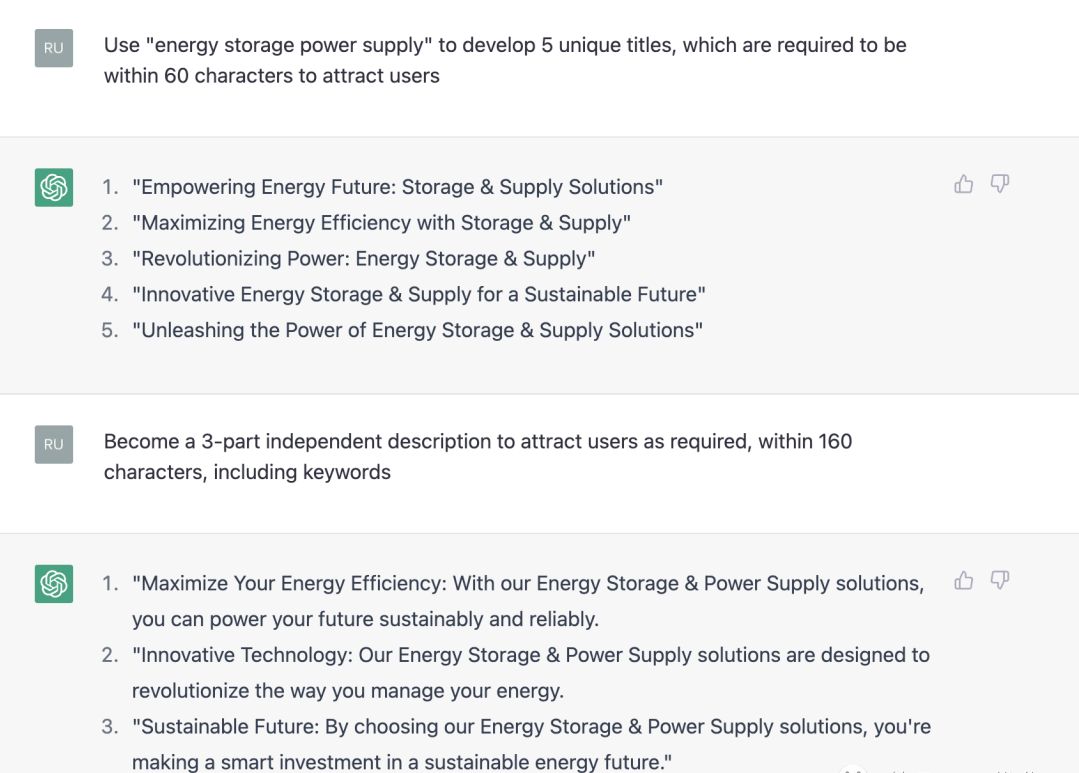 RU
Use "energy storage power supply" to develop 5 unique titles, which are required to be
within 60 characters to attract users
1. "Empowering Energy Future: Storage & Supply Solutions"
2. "Maximizing Energy Efficiency with Storage & Supply"
3. "Revolutionizing Power: Energy Storage & Supply"
4. "Innovative Energy Storage & Supply for a Sustainable Future"
5. "Unleashing the Power of Energy Storage & Supply Solutions"
RU
Become a 3-part independent description to attract users as required, within 160
characters, including keywords
1. "Maximize Your Energy Efficiency: With our Energy Storage & Power Supply solutions,
you can power your future sustainably and reliably.
2. "Innovative Technology: Our Energy Storage & Power Supply solutions are designed to
revolutionize the way you manage your energy.
3. "Sustainable Future: By choosing our Energy Storage & Power Supply solutions, you're
making a smart investment in a sustainable energy future."